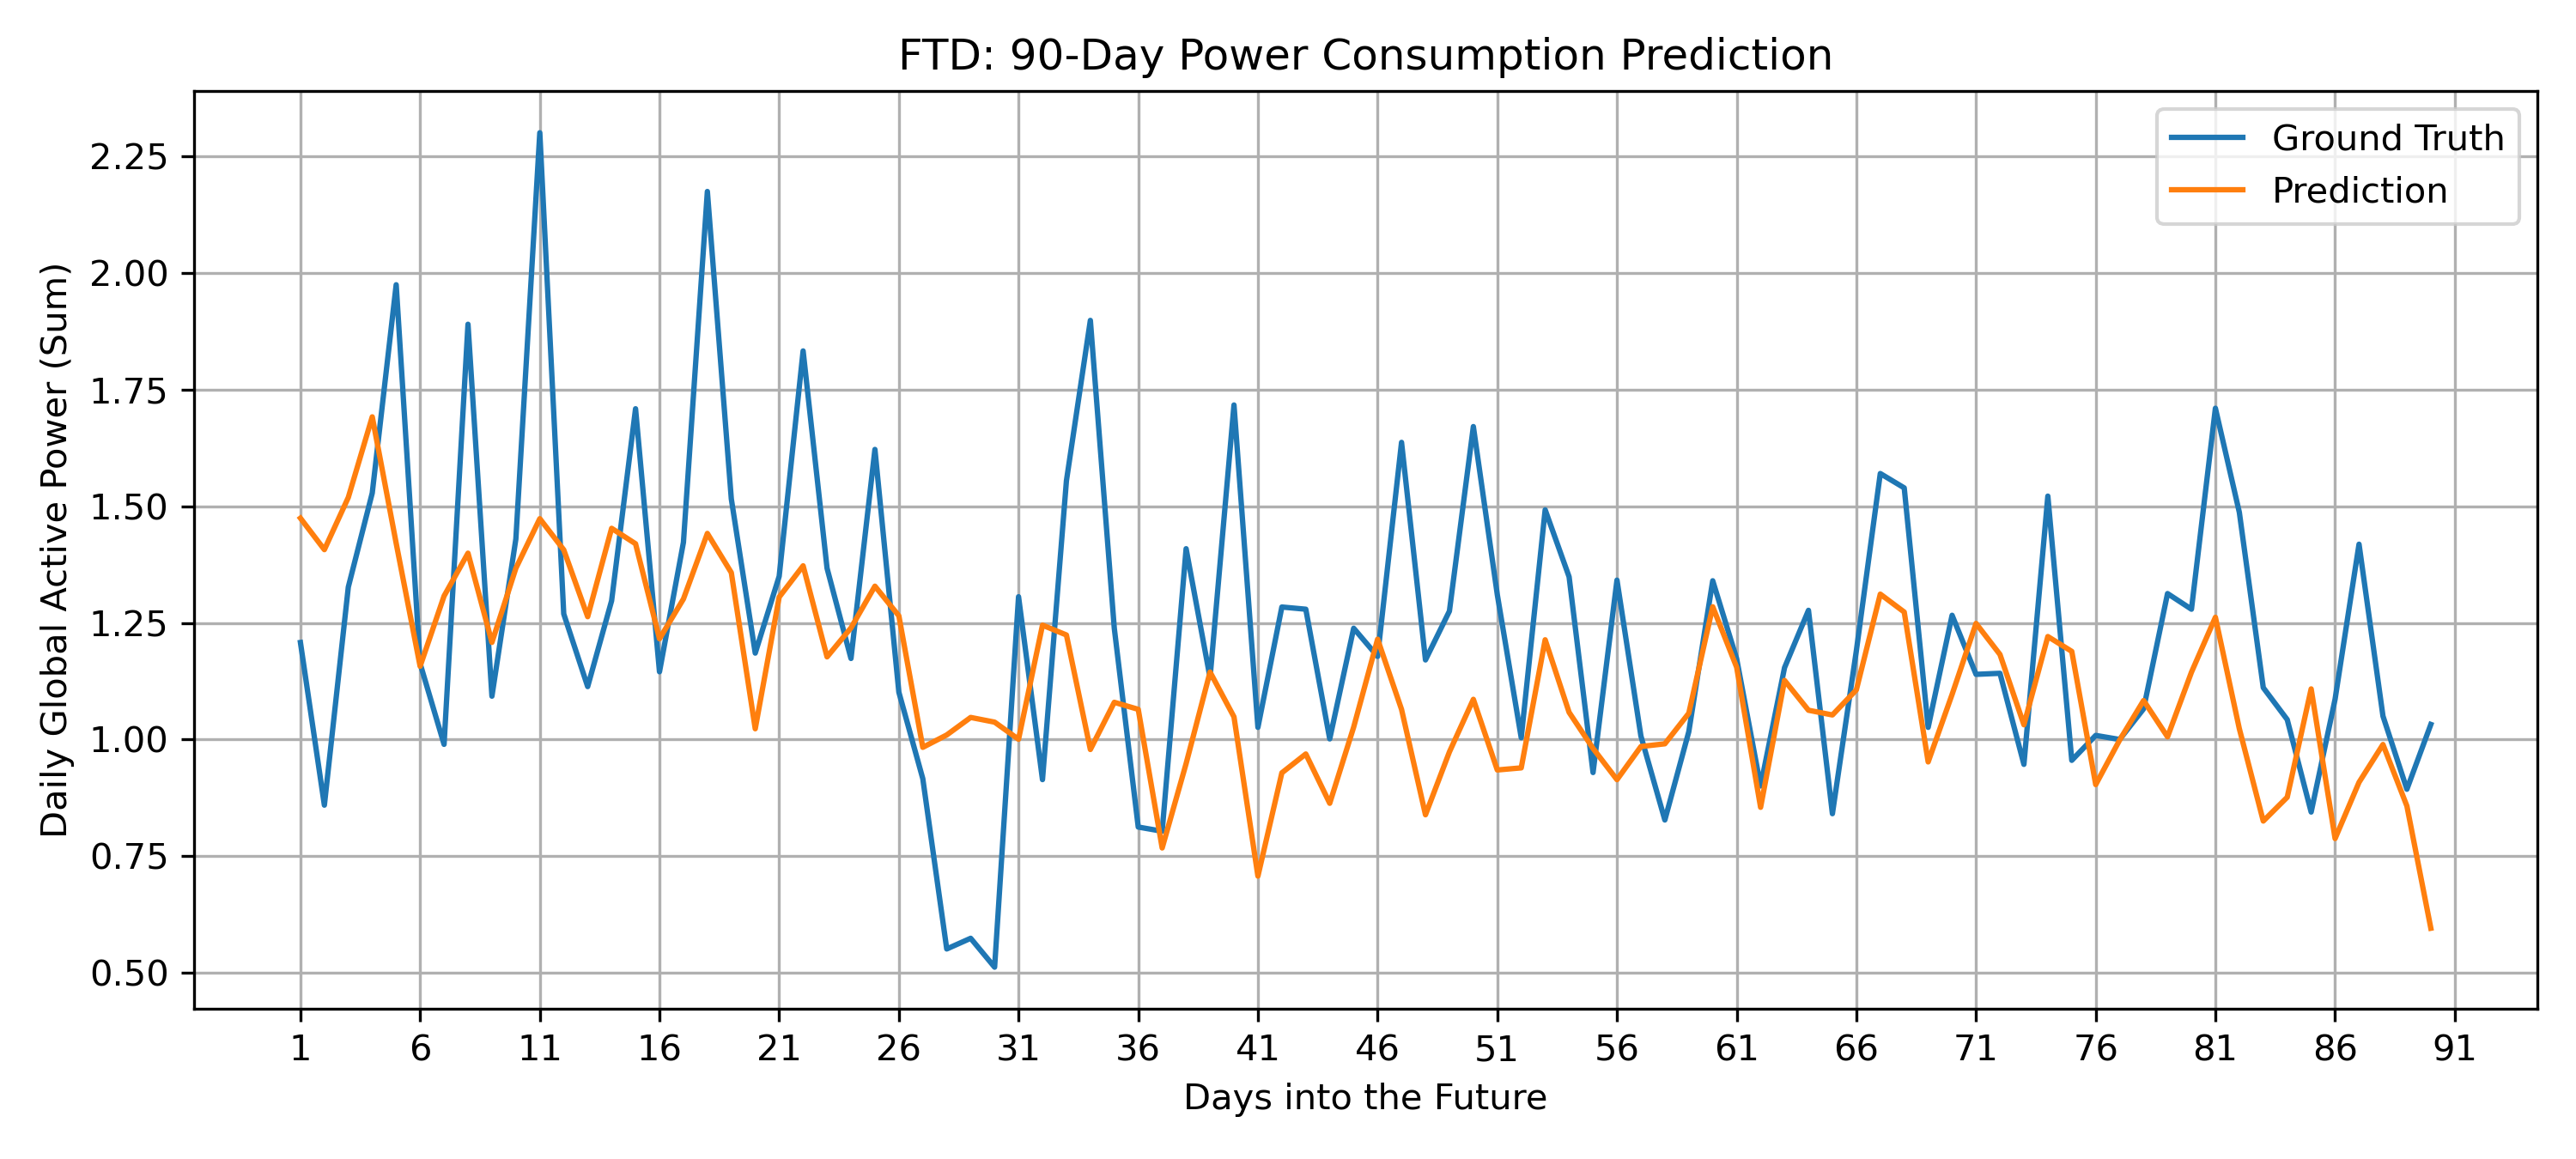 FTD: 90-Day Power Consumption Prediction
Ground Truth
Prediction
Daily Global Active Power (Sum)
2.25
2.00
1.75
1.50
1.25
1.00
0.75
0.50
1 6 11 16 21 26 31 36 41 46 51 56 61 66 71 76 81 86 91
Days into the Future